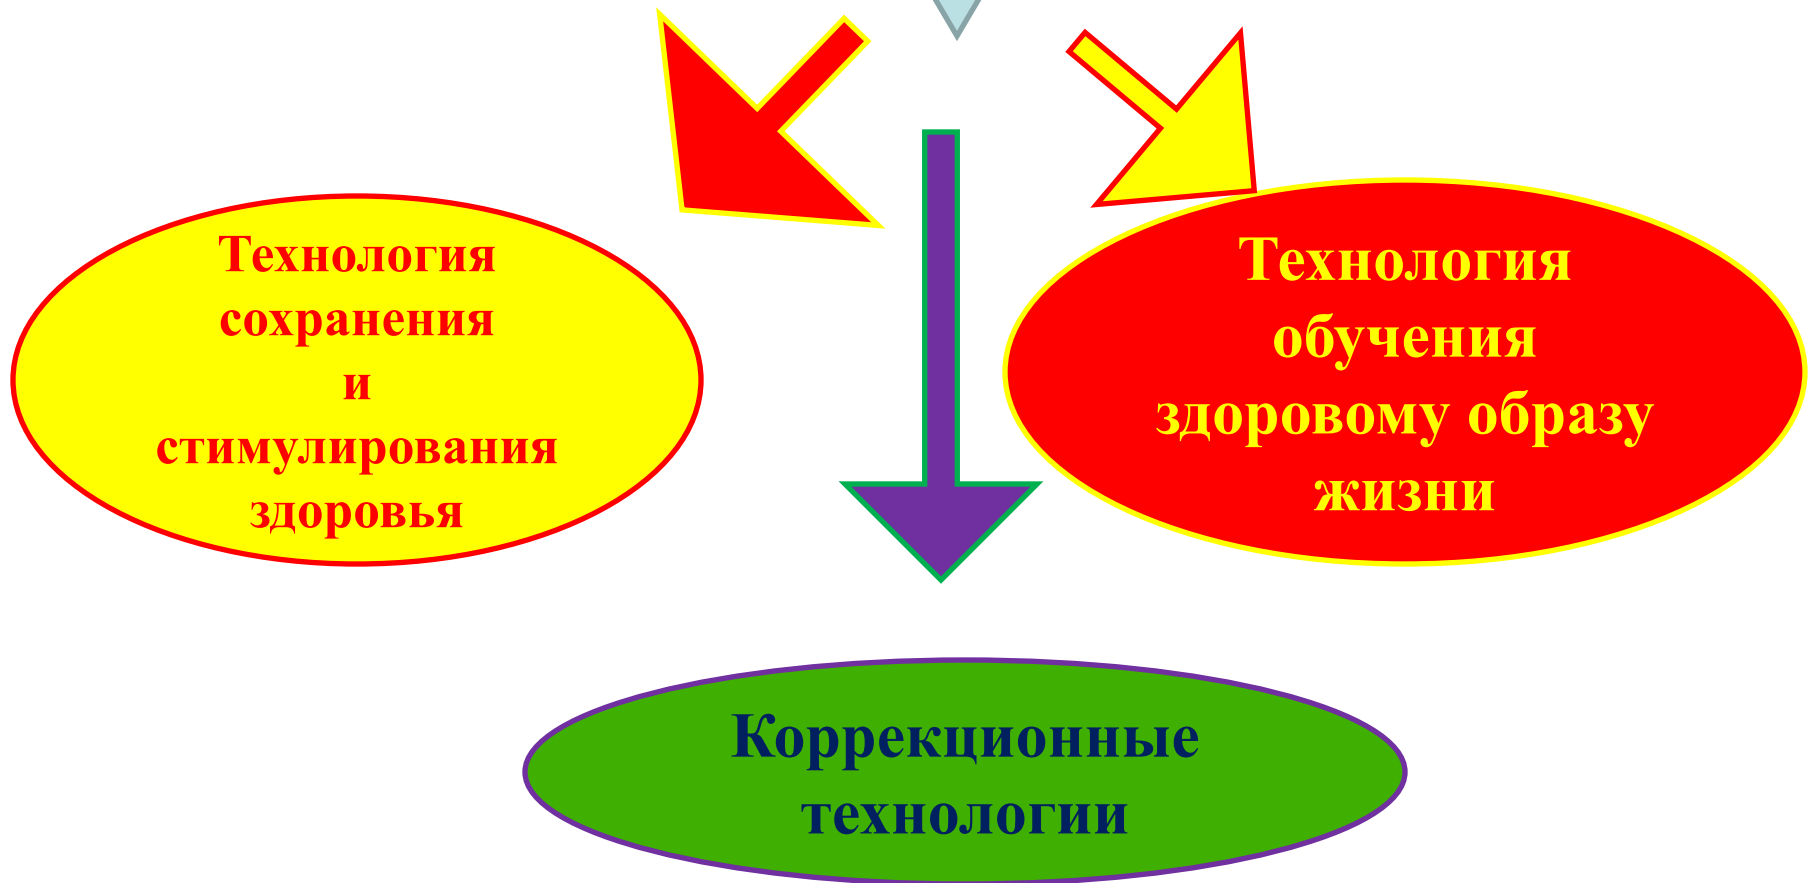 Технология
сохранения
и
стимулирования
здоровья
Технология
обучения
здоровому образу
жизни
Коррекционные
технологии